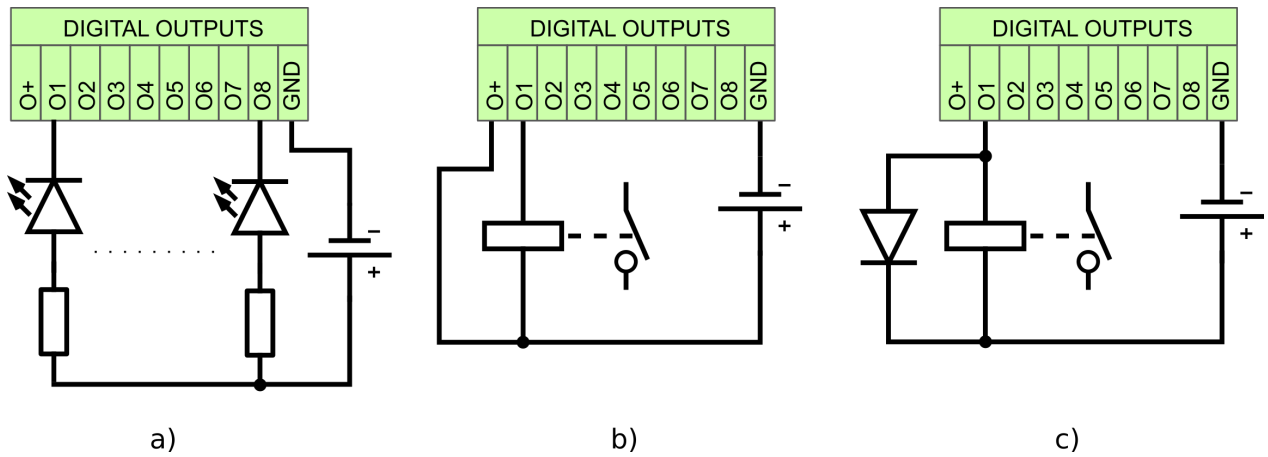 DIGITAL OUTPUTS
O+ O1 O2 O3 O4 O5 O6 O7 O8 GND
−
+
a)
DIGITAL OUTPUTS
O+ O1 O2 O3 O4 O5 O6 O7 O8 GND
−
+
b)
DIGITAL OUTPUTS
O+ O1 O2 O3 O4 O5 O6 O7 O8 GND
−
+
c)